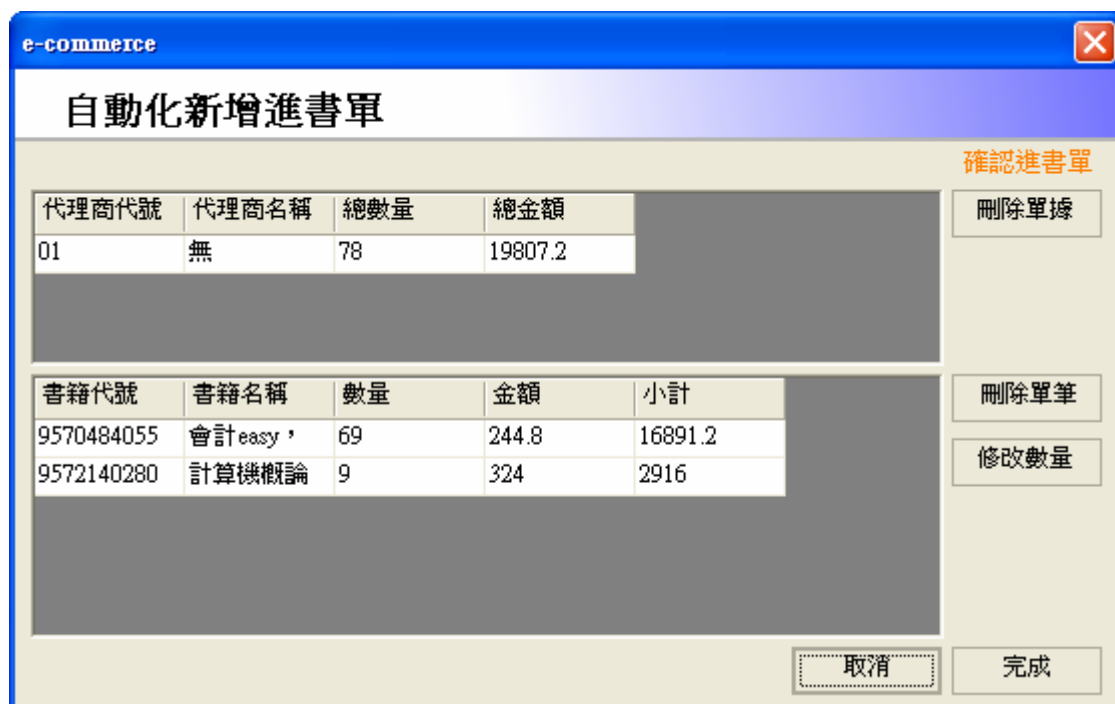 e-commerce
自動化新增進書單
確認進書單
代理商代號 代理商名稱 總數量 總金額
01 無 78 19807.2
刪除單據
書籍代號 書籍名稱 數量 金額 小計
9570484055 會計easy， 69 244.8 16891.2
9572140280 計算機概論 9 324 2916
刪除單筆
修改數量
取消 完成